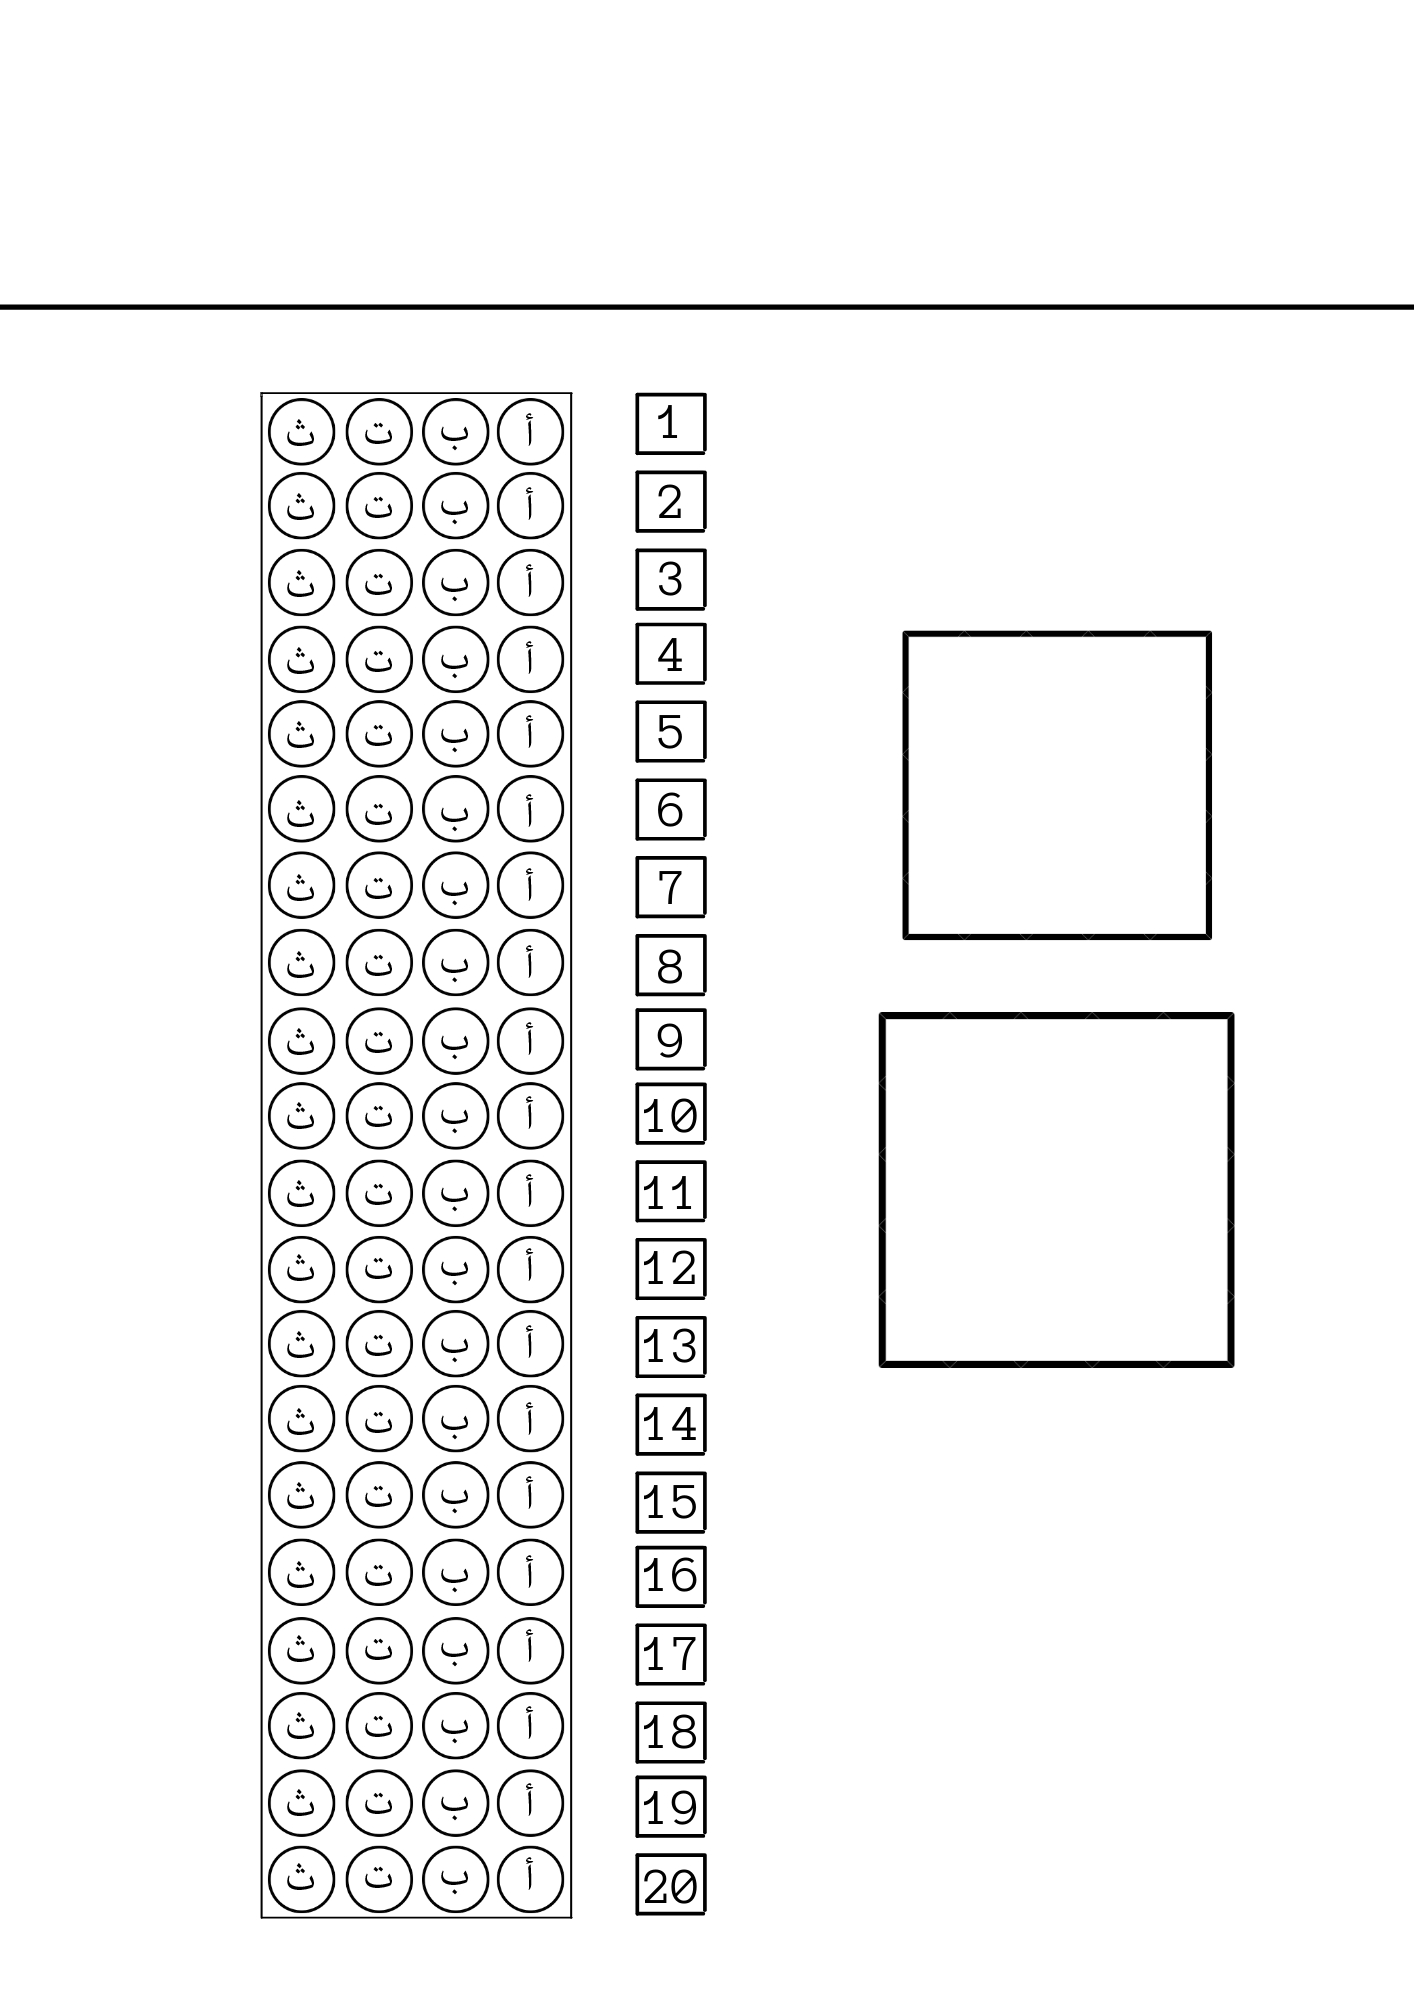 1 أ ب ت ث
2 أ ب ت ث
3 أ ب ت ث
4 أ ب ت ث
5 أ ب ت ث
6 أ ب ت ث
7 أ ب ت ث
8 أ ب ت ث
9 أ ب ت ث
10 أ ب ت ث
11 أ ب ت ث
12 أ ب ت ث
13 أ ب ت ث
14 أ ب ت ث
15 أ ب ت ث
16 أ ب ت ث
17 أ ب ت ث
18 أ ب ت ث
19 أ ب ت ث
20 أ ب ت ث